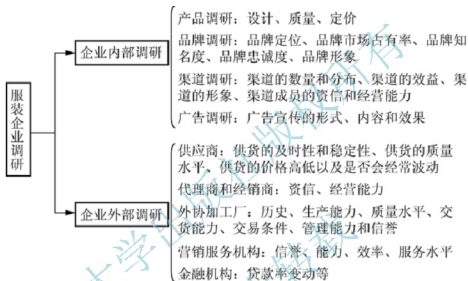 服装企业调研
企业内部调研
产品调研：设计、质量、定价
品牌调研：品牌定位、品牌市场占有率、品牌知
名度、品牌忠诚度、品牌形象
渠道调研：渠道的数量和分布、渠道的效益、渠
道的形象、渠道成员的资信和经营能力
广告调研：广告宣传的形式、内容和效果
企业外部调研
供应商：供货的及时性和稳定性、供货的质量
水平、供货的价格高低以及是否会经常波动
代理商和经销商：资信、经营能力
外协加工厂：历史、生产能力、质量水平、交
货能力、交易条件、管理能力和信誉
营销服务机构：信誉、能力、效率、服务水平
金融机构：贷款率变动等
大学出版社版权所有
转载